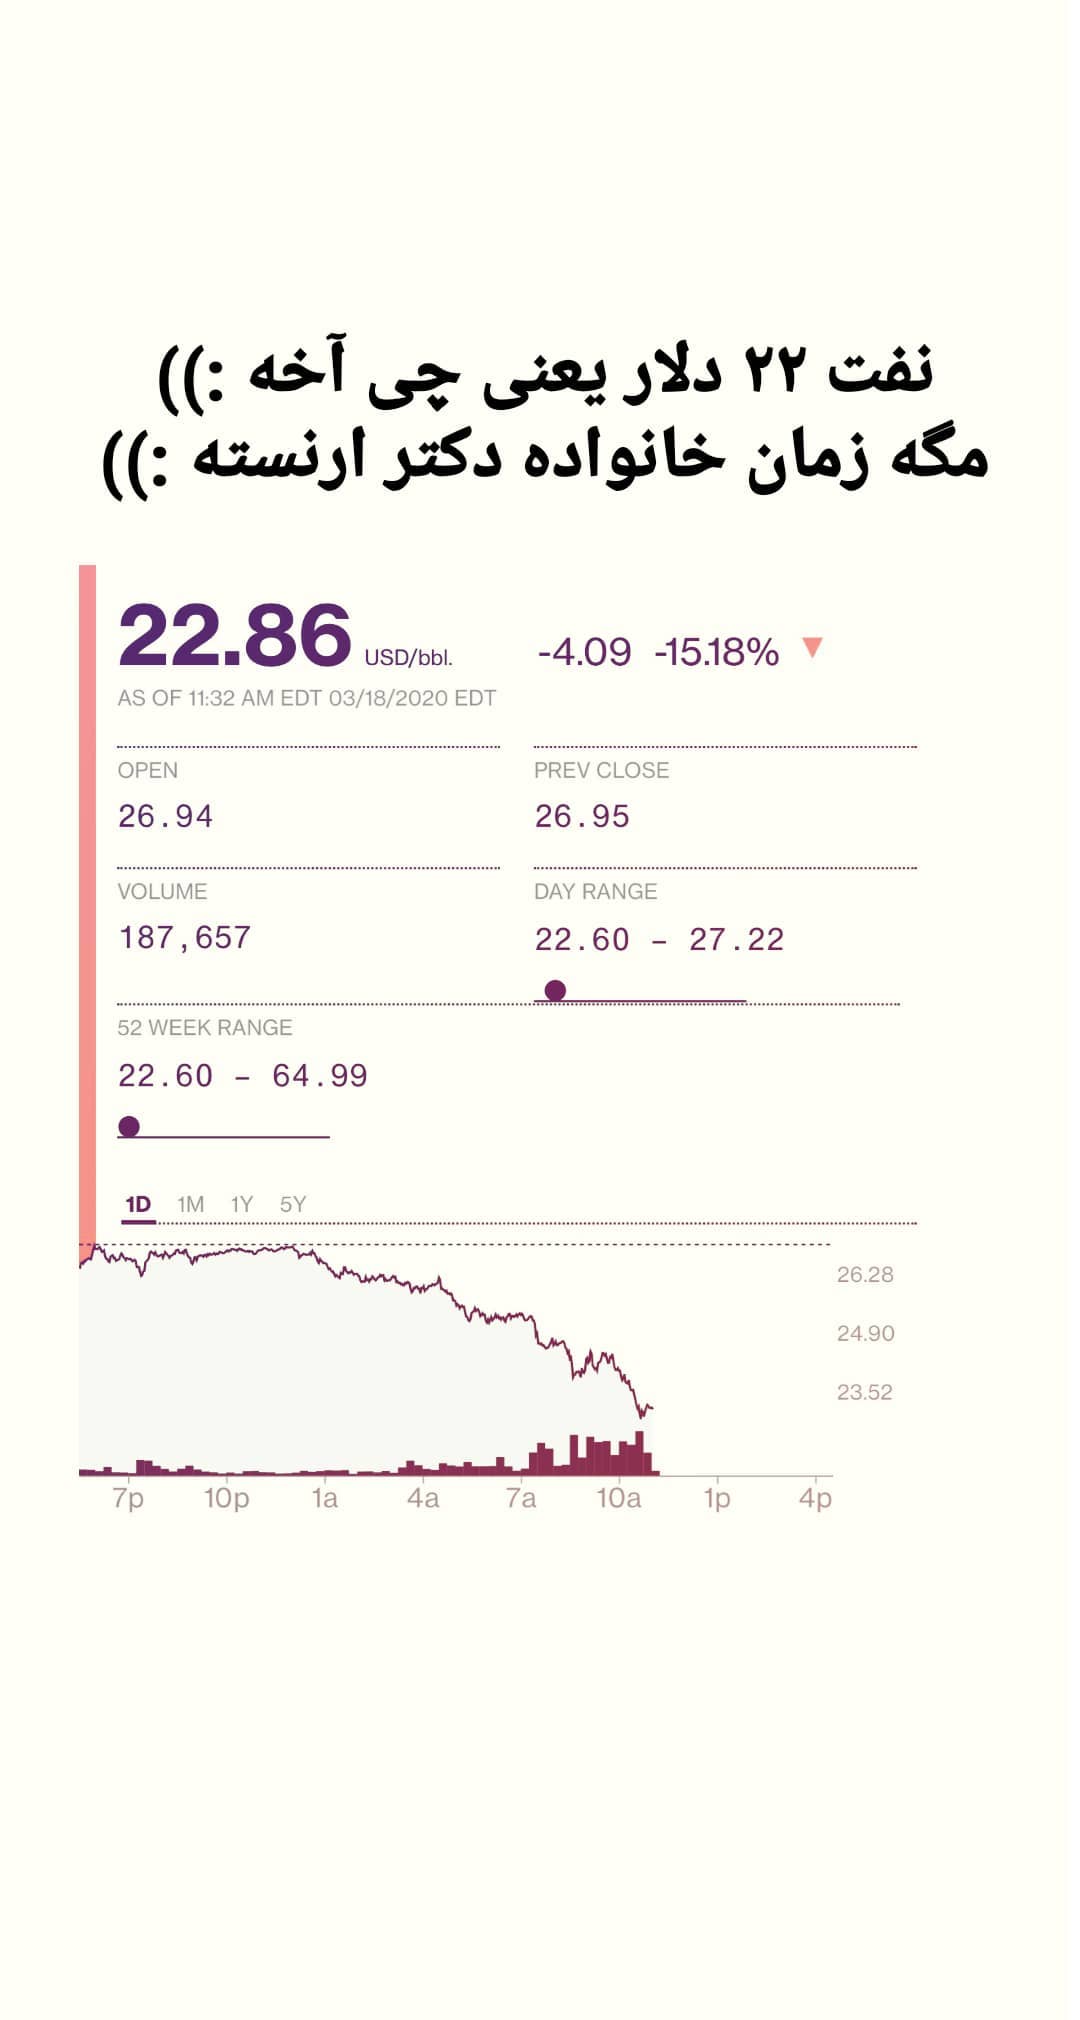 نفت ۲۲ دلار یعنی چی آخه :))
مگه زمان خانواده دکتر ارنسته :))
22.86 USD/bbl. -4.09 -15.18% ▼
AS OF 11:32 AM EDT 03/18/2020 EDT
OPEN PREV CLOSE
26.94 26.95
VOLUME DAY RANGE
187,657 22.60 – 27.22
52 WEEK RANGE
22.60 – 64.99
1D 1M 1Y 5Y
26.28
24.90
23.52
7p 10p 1a 4a 7a 10a 1p 4p